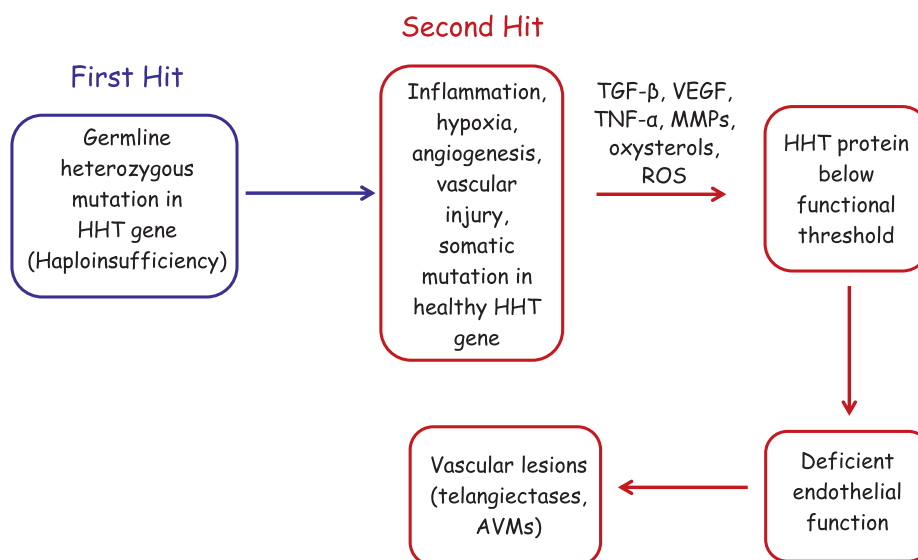 First Hit
Germline
heterozygous
mutation in
HHT gene
(Haploinsufficiency)
Second Hit
Inflammation,
hypoxia,
angiogenesis,
vascular
injury,
somatic
mutation in
healthy HHT
gene
TGF-β, VEGF,
TNF-α, MMPs,
oxysterols,
ROS
HHT protein
below
functional
threshold
Deficient
endothelial
function
Vascular lesions
(telangiectases,
AVMs)